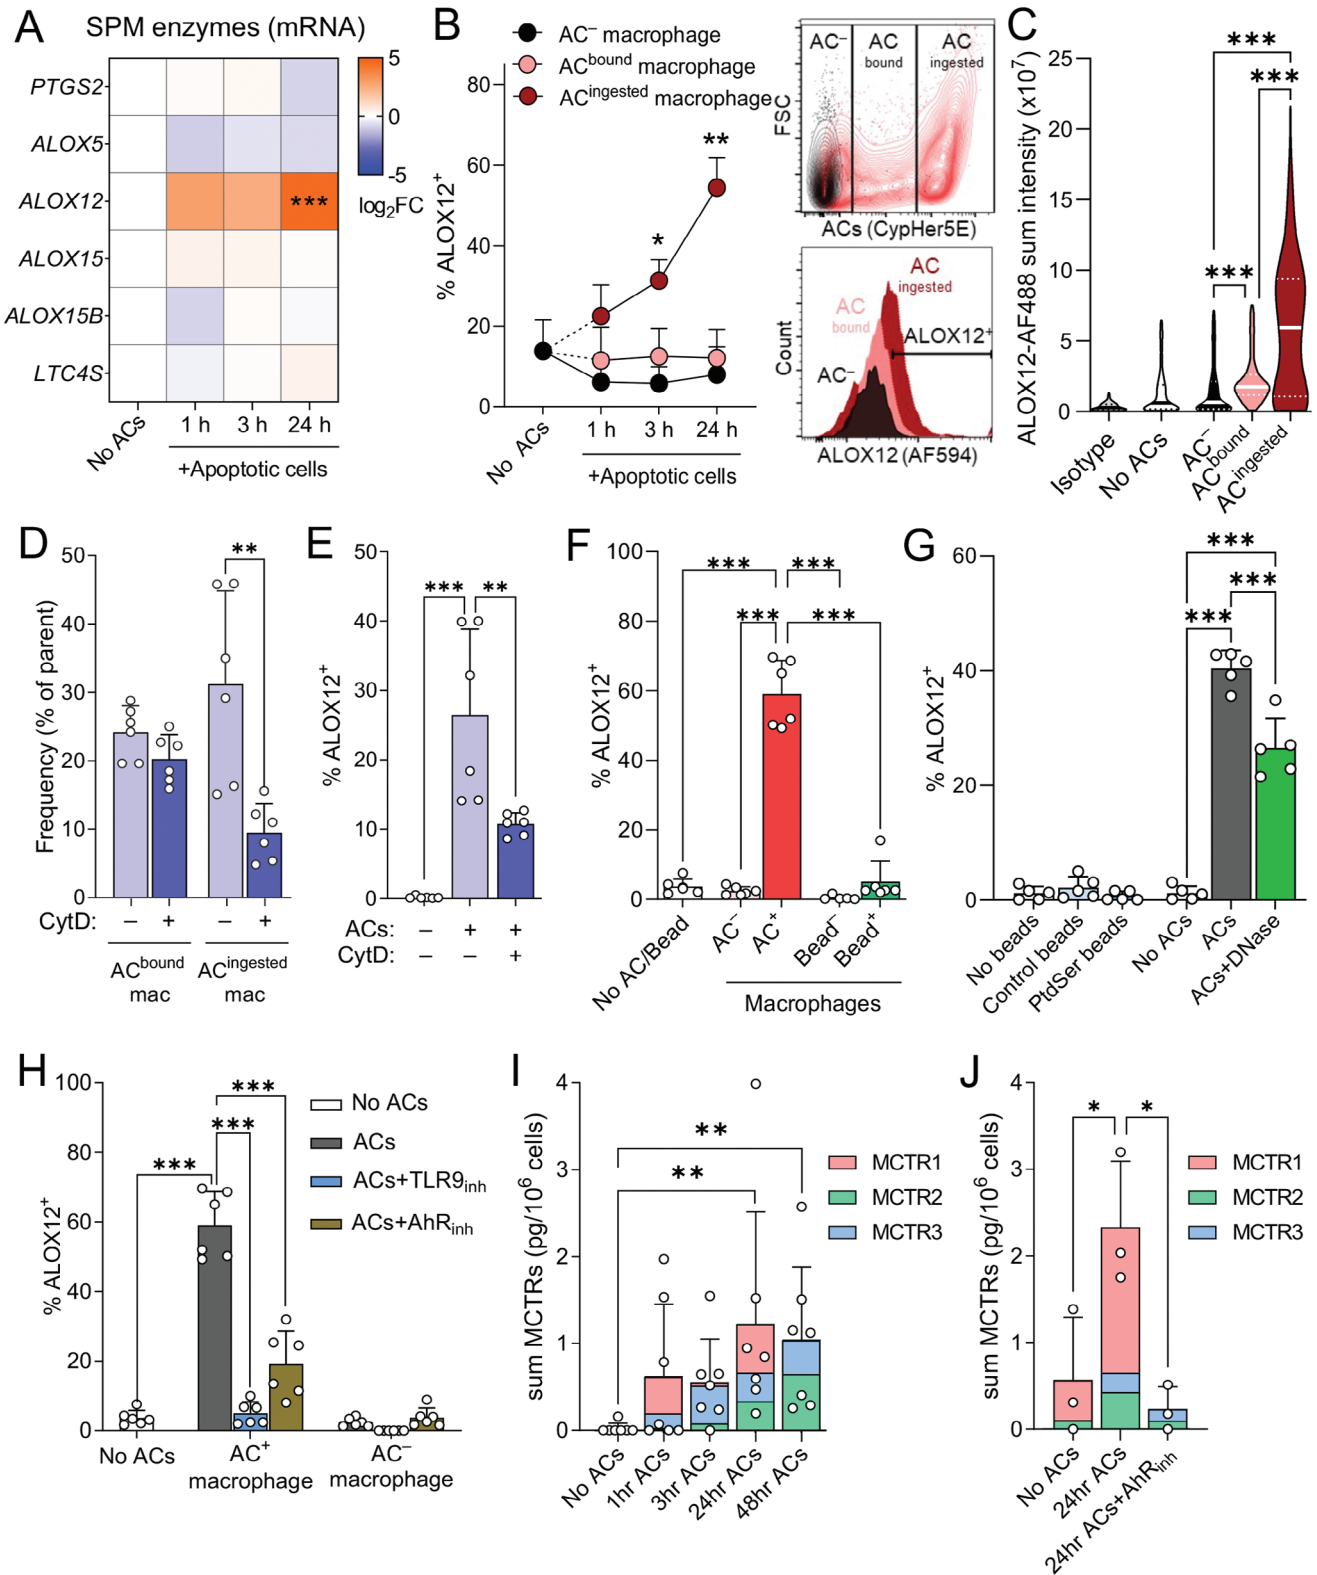 A
SPM enzymes (mRNA)
PTGS2
ALOX5
ALOX12
ALOX15
ALOX15B
LTC4S
***
5
0
-5
log2FC
No ACs
1 h
3 h
24 h
+Apoptotic cells
B
AC– macrophage
ACbound macrophage
ACingested macrophage
% ALOX12+
80
60
40
20
0
*
**
No ACs
1 h
3 h
24 h
+Apoptotic cells
AC–
AC bound
AC ingested
FSC
ACs (CypHer5E)
AC ingested
AC bound
AC–
ALOX12+
Count
ALOX12 (AF594)
C
ALOX12-AF488 sum intensity (x10^7)
25
20
15
10
5
0
***
***
***
Isotype
No ACs
AC–
ACbound
ACingested
D
Frequency (% of parent)
50
40
30
20
10
0
**
CytD: – + – +
ACbound mac
ACingested mac
E
% ALOX12+
50
40
30
20
10
0
*** **
ACs: – + +
CytD: – – +
F
% ALOX12+
100
80
60
40
20
0
*** ***
*** ***
No AC/Bead
AC–
AC+
Bead–
Bead+
Macrophages
G
% ALOX12+
60
40
20
0
***
***
***
No beads
Control beads
PtdSer beads
No ACs
ACs
ACs+DNase
H
% ALOX12+
100
80
60
40
20
0
***
***
***
No ACs
ACs
ACs+TLR9inh
ACs+AhRinh
No ACs
AC+ macrophage
AC– macrophage
I
sum MCTRs (pg/10^6 cells)
4
3
2
1
0
**
**
MCTR1
MCTR2
MCTR3
No ACs
1hr ACs
3hr ACs
24hr ACs
48hr ACs
J
sum MCTRs (pg/10^6 cells)
4
3
2
1
0
* *
MCTR1
MCTR2
MCTR3
No ACs
24hr ACs
24hr ACs+AhRinh